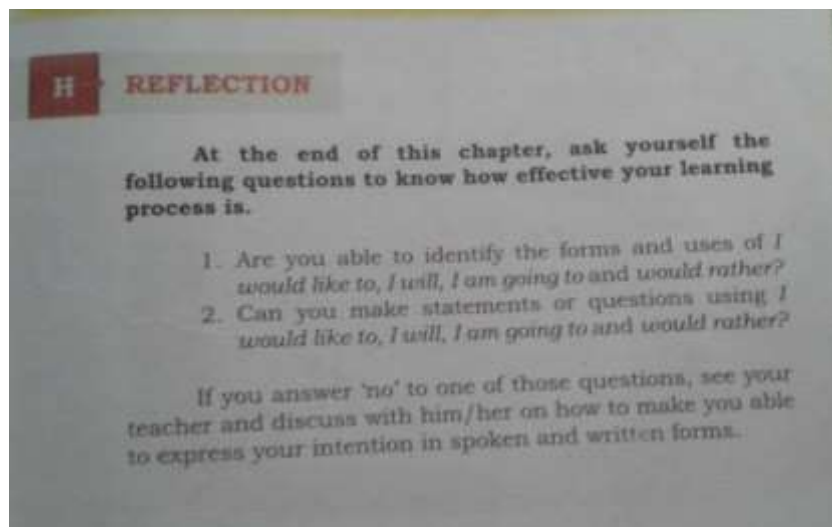 H REFLECTION
At the end of this chapter, ask yourself the
following questions to know how effective your learning
process is.
1. Are you able to identify the forms and uses of I
would like to, I will, I am going to and would rather?
2. Can you make statements or questions using I
would like to, I will, I am going to and would rather?
If you answer 'no' to one of those questions, see your
teacher and discuss with him/her on how to make you able
to express your intention in spoken and written forms.